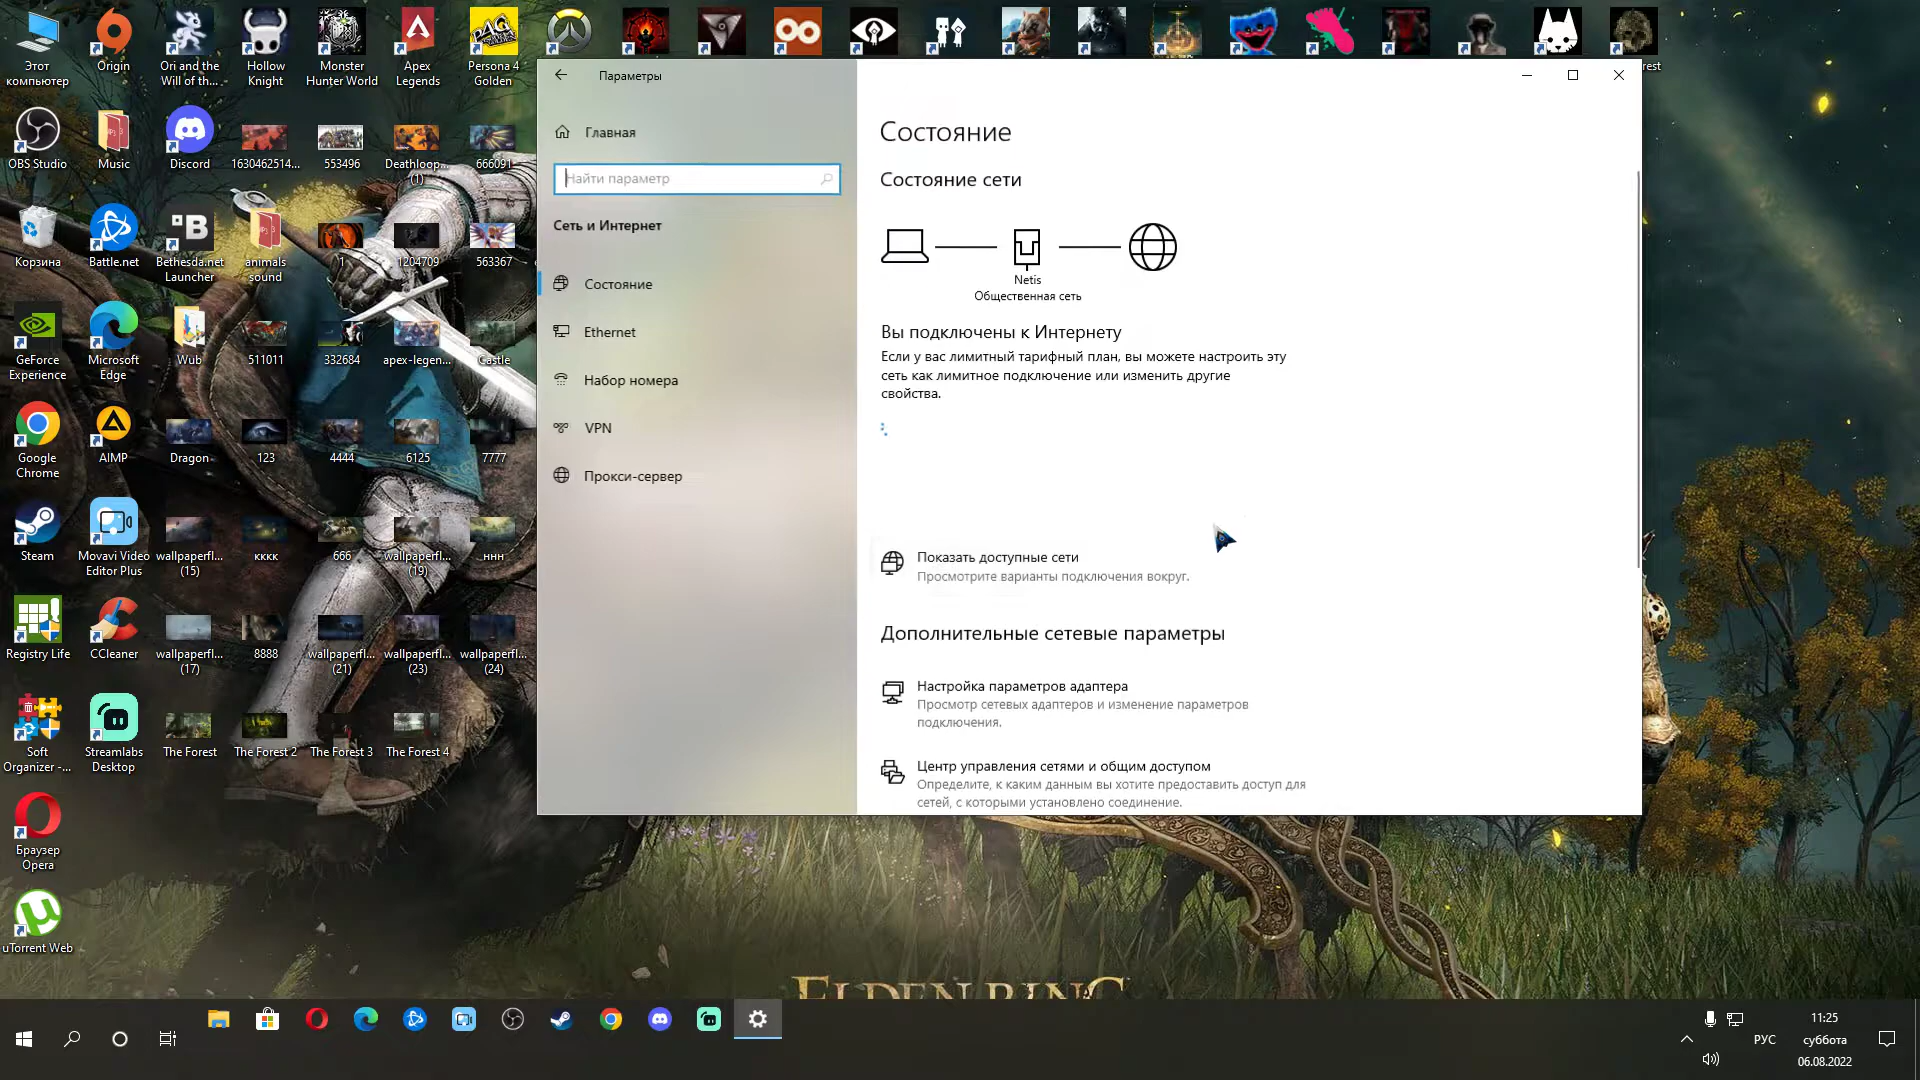 Этот
компьютер
Origin
Ori and the
Will of th...
Hollow
Knight
Monster
Hunter World
Apex
Legends
Persona 4
Golden
OBS Studio
Music
Discord
1630462514...
553496
Deathloop...
(1)
666091
Корзина
Battle.net
Bethesda.net
Launcher
animals
sound
1
1204709
563367
GeForce
Experience
Microsoft
Edge
Wub
511011
332684
apex-legen...
Castle
Google
Chrome
AIMP
Dragon
123
4444
6125
7777
Steam
Movavi Video
Editor Plus
wallpaperfl...
(15)
кккк
666
wallpaperfl...
(19)
ннн
Registry Life
CCleaner
wallpaperfl...
(17)
8888
wallpaperfl...
(21)
wallpaperfl...
(23)
wallpaperfl...
(24)
Soft
Organizer -...
Streamlabs
Desktop
The Forest
The Forest 2
The Forest 3
The Forest 4
Браузер
Opera
uTorrent Web
Параметры
Главная
Найти параметр
Сеть и Интернет
Состояние
Ethernet
Набор номера
VPN
Прокси-сервер
Состояние
Состояние сети
Netis
Общественная сеть
Вы подключены к Интернету
Если у вас лимитный тарифный план, вы можете настроить эту
сеть как лимитное подключение или изменить другие
свойства.
Показать доступные сети
Просмотрите варианты подключения вокруг.
Дополнительные сетевые параметры
Настройка параметров адаптера
Просмотр сетевых адаптеров и изменение параметров
подключения.
Центр управления сетями и общим доступом
Определите, к каким данным вы хотите предоставить доступ для
сетей, с которыми установлено соединение.
ELDEN RING
РУС
11:25
суббота
06.08.2022